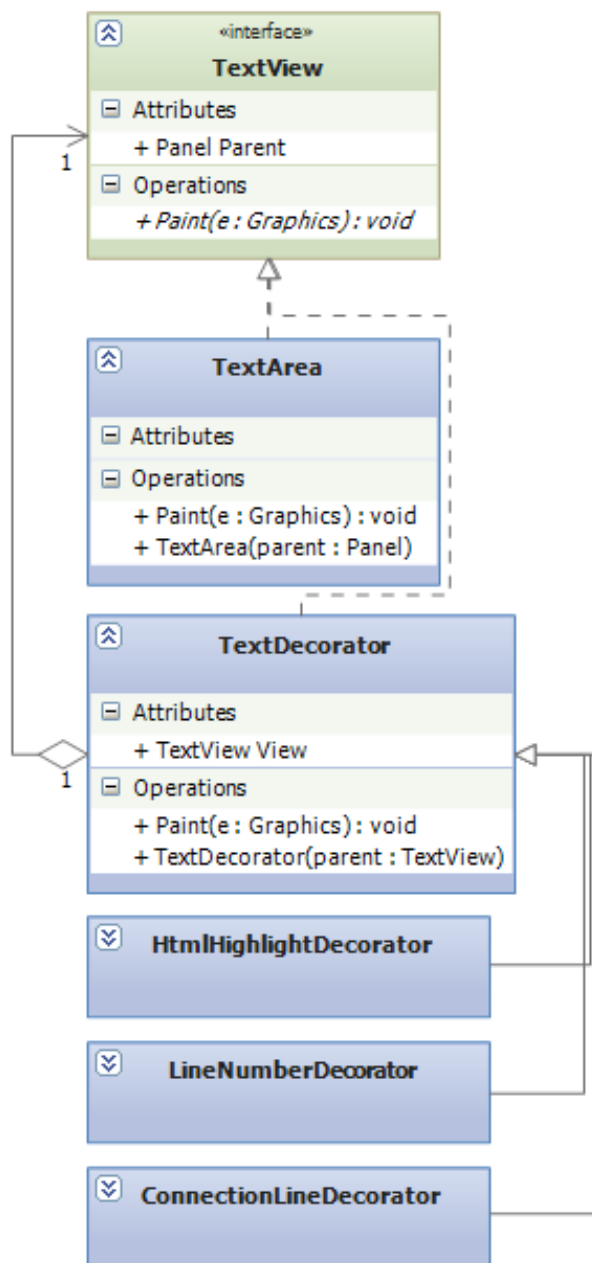 «interface»
TextView
Attributes
+ Panel Parent
Operations
+ Paint(e : Graphics) : void
1
TextArea
Attributes
Operations
+ Paint(e : Graphics) : void
+ TextArea(parent : Panel)
TextDecorator
Attributes
+ TextView View
1
Operations
+ Paint(e : Graphics) : void
+ TextDecorator(parent : TextView)
HtmlHighlightDecorator
LineNumberDecorator
ConnectionLineDecorator